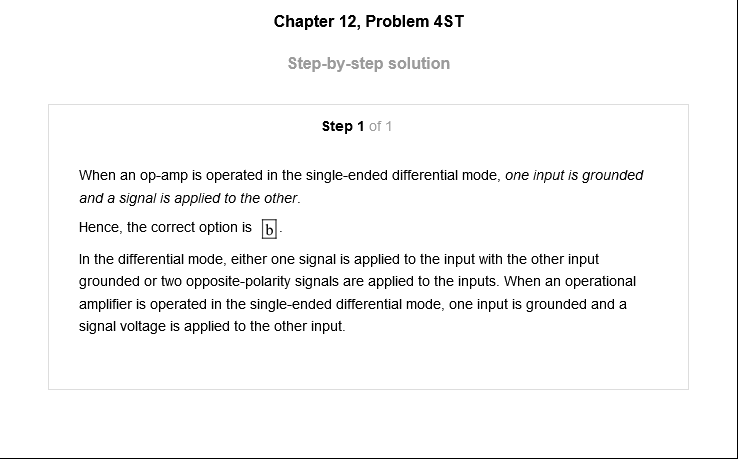 Chapter 12, Problem 4ST
Step-by-step solution
Step 1 of 1
When an op-amp is operated in the single-ended differential mode, one input is grounded
and a signal is applied to the other.
Hence, the correct option is b.
In the differential mode, either one signal is applied to the input with the other input
grounded or two opposite-polarity signals are applied to the inputs. When an operational
amplifier is operated in the single-ended differential mode, one input is grounded and a
signal voltage is applied to the other input.